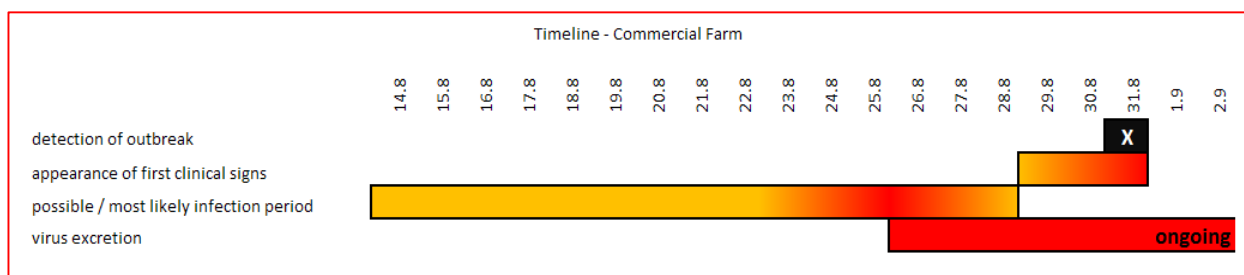 Timeline - Commercial Farm
14.8 15.8 16.8 17.8 18.8 19.8 20.8 21.8 22.8 23.8 24.8 25.8 26.8 27.8 28.8 29.8 30.8 31.8 1.9 2.9
detection of outbreak X
appearance of first clinical signs
possible / most likely infection period
virus excretion ongoing